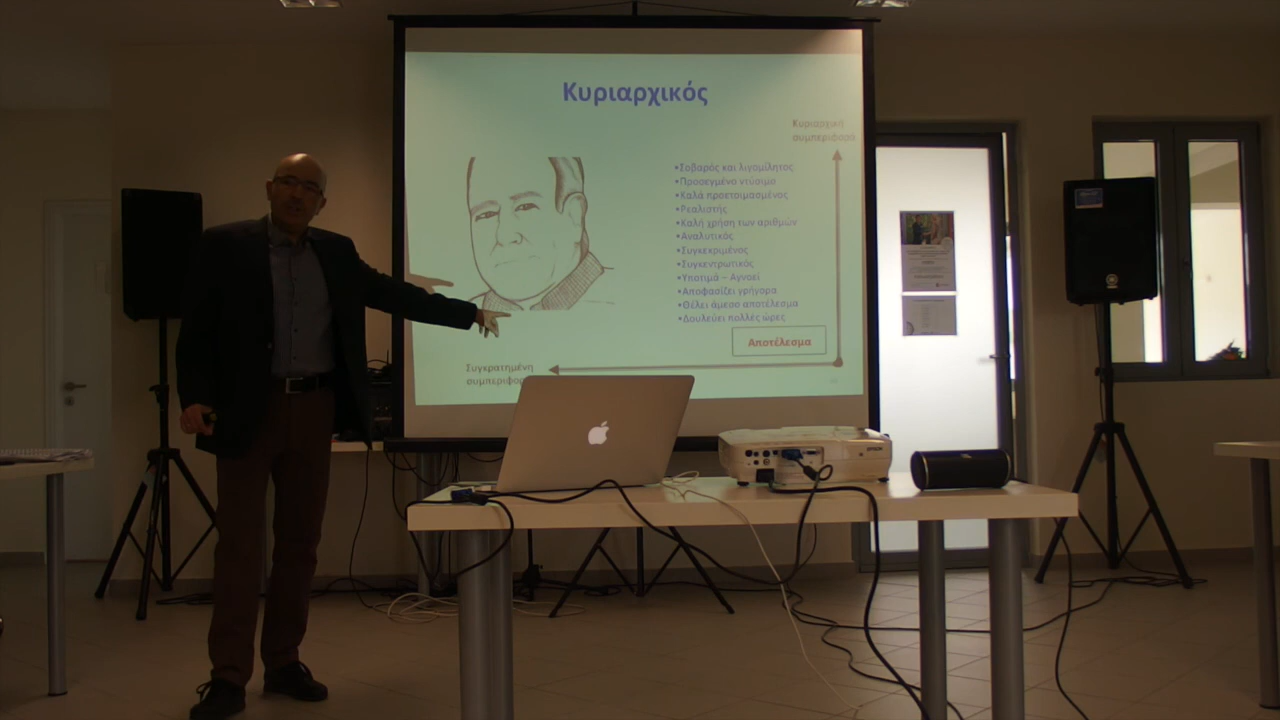 Κυριαρχικός
Κυριαρχική
συμπεριφορά
•Σοβαρός και λιγομίλητος
•Προσεγμένο ντύσιμο
•Καλά προετοιμασμένος
•Ρεαλιστής
•Καλή χρήση των αριθμών
•Αναλυτικός
•Συγκεκριμένος
•Συγκεντρωτικός
•Υποτιμά – Αγνοεί
•Αποφασίζει γρήγορα
•Θέλει άμεσο αποτέλεσμα
•Δουλεύει πολλές ώρες
Αποτέλεσμα
Συγκρατημένη
EPSON